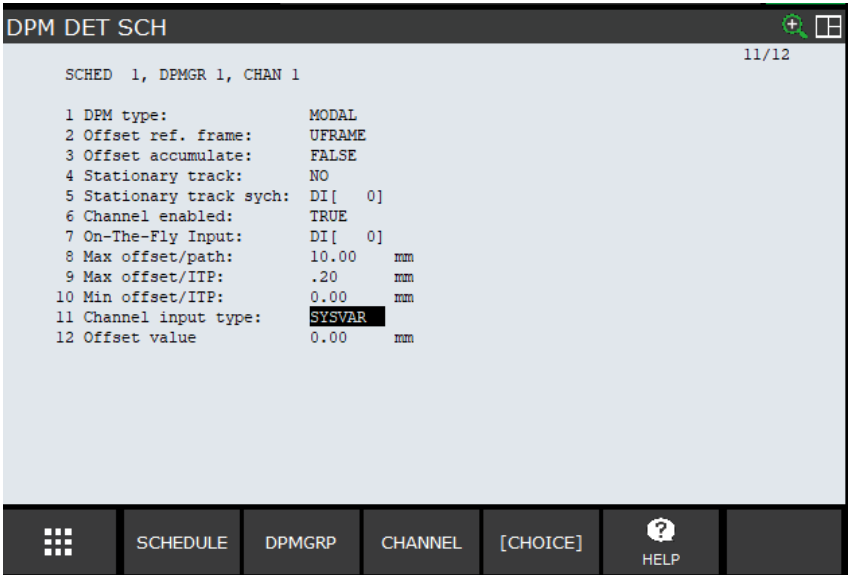 DPM DET SCH
11/12
SCHED 1, DPMGR 1, CHAN 1
1 DPM type: MODAL
2 Offset ref. frame: UFRAME
3 Offset accumulate: FALSE
4 Stationary track: NO
5 Stationary track sych: DI[ 0]
6 Channel enabled: TRUE
7 On-The-Fly Input: DI[ 0]
8 Max offset/path: 10.00 mm
9 Max offset/ITP: .20 mm
10 Min offset/ITP: 0.00 mm
11 Channel input type: SYSVAR
12 Offset value 0.00 mm
SCHEDULE DPMGRP CHANNEL [CHOICE] HELP